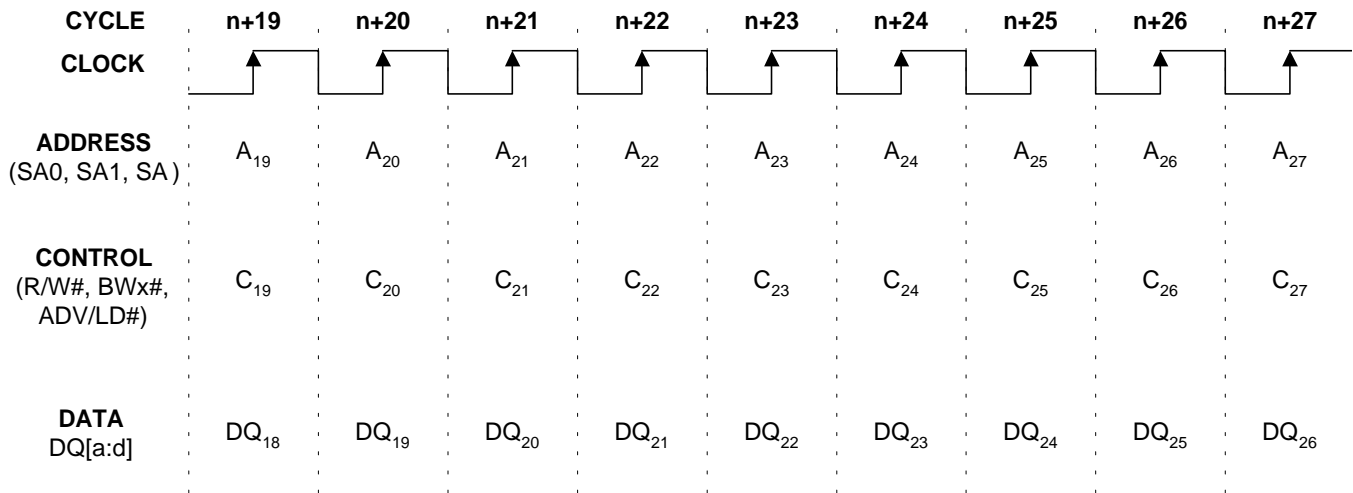 CYCLE n+19 n+20 n+21 n+22 n+23 n+24 n+25 n+26 n+27
CLOCK
ADDRESS
(SA0, SA1, SA) A19 A20 A21 A22 A23 A24 A25 A26 A27
CONTROL
(R/W#, BWx#, C19 C20 C21 C22 C23 C24 C25 C26 C27
ADV/LD#)
DATA
DQ[a:d] DQ18 DQ19 DQ20 DQ21 DQ22 DQ23 DQ24 DQ25 DQ26